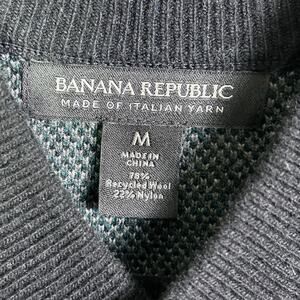 BANANA REPUBLIC
MADE OF ITALIAN YARN
M
MADE IN
CHINA
78%
Recycled Wool
22% Nylon